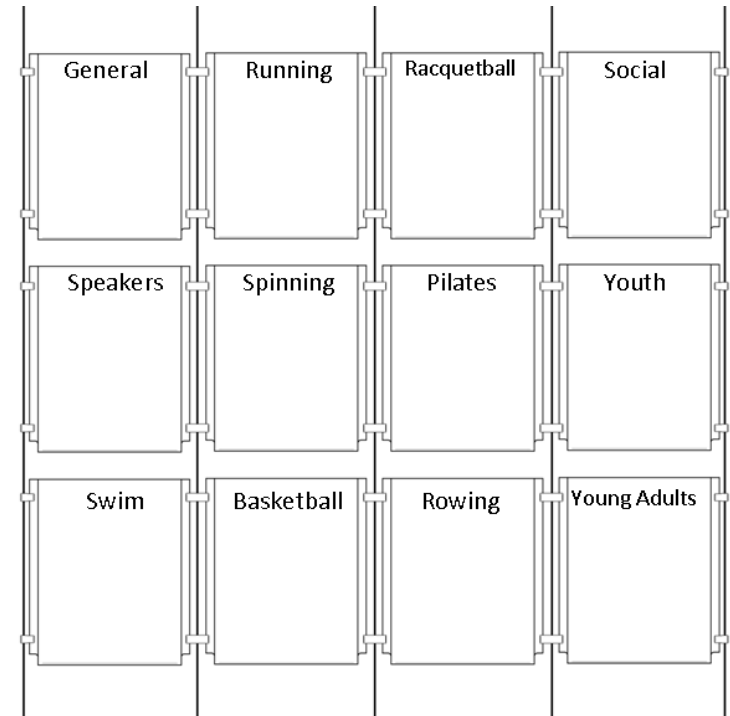 General
Running
Racquetball
Social
Speakers
Spinning
Pilates
Youth
Swim
Basketball
Rowing
Young Adults